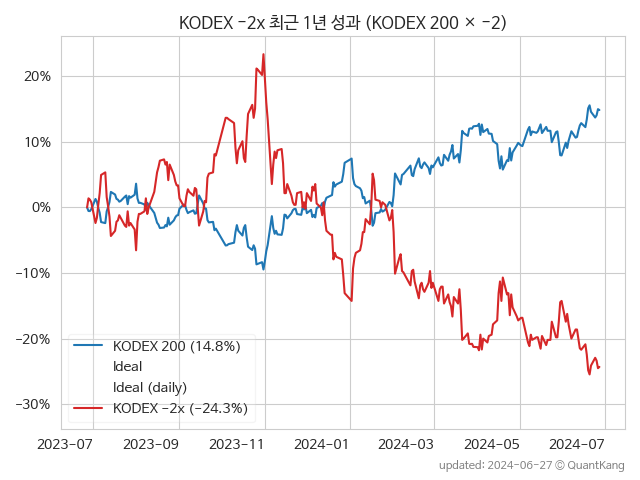 KODEX -2x 최근 1년 성과 (KODEX 200 × -2)
20%
10%
0%
-10%
-20%
-30%
KODEX 200 (14.8%)
Ideal
Ideal (daily)
KODEX -2x (-24.3%)
2023-07 2023-09 2023-11 2024-01 2024-03 2024-05 2024-07
updated: 2024-06-27 © QuantKang